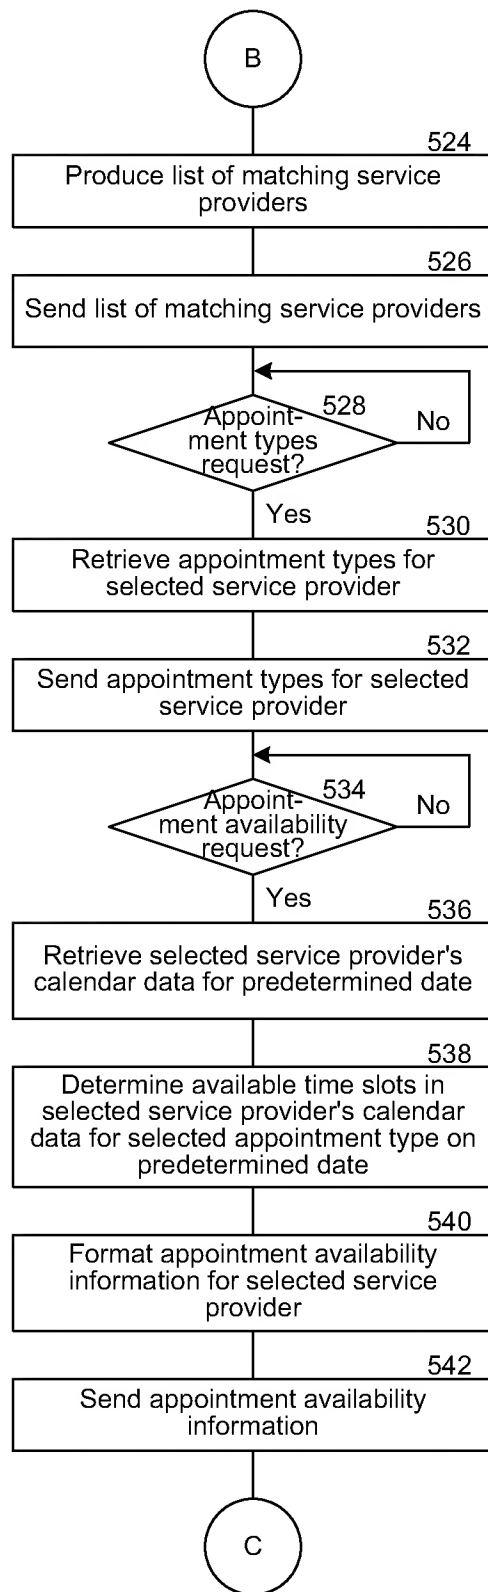 B
524
Produce list of matching service
providers
526
Send list of matching service providers
528
Appoint-
ment types
request?
No
Yes
530
Retrieve appointment types for
selected service provider
532
Send appointment types for selected
service provider
534
Appoint-
ment availability
request?
No
Yes
536
Retrieve selected service provider's
calendar data for predetermined date
538
Determine available time slots in
selected service provider's calendar
data for selected appointment type on
predetermined date
540
Format appointment availability
information for selected service
provider
542
Send appointment availability
information
C